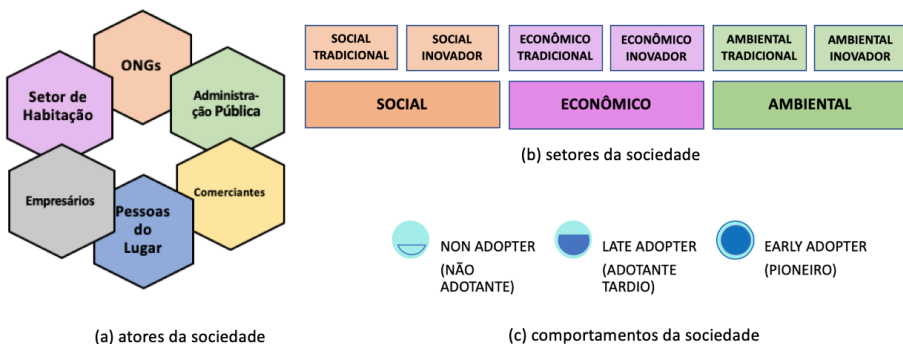 ONGs
Setor de
Habitação
Administra-
ção Pública
Empresários
Comerciantes
Pessoas
do
Lugar
(a) atores da sociedade
SOCIAL
TRADICIONAL
SOCIAL
INOVADOR
ECONÔMICO
TRADICIONAL
ECONÔMICO
INOVADOR
AMBIENTAL
TRADICIONAL
AMBIENTAL
INOVADOR
SOCIAL
ECONÔMICO
AMBIENTAL
(b) setores da sociedade
NON ADOPTER
(NÃO
ADOTANTE)
LATE ADOPTER
(ADOTANTE
TARDIO)
EARLY ADOPTER
(PIONEIRO)
(c) comportamentos da sociedade